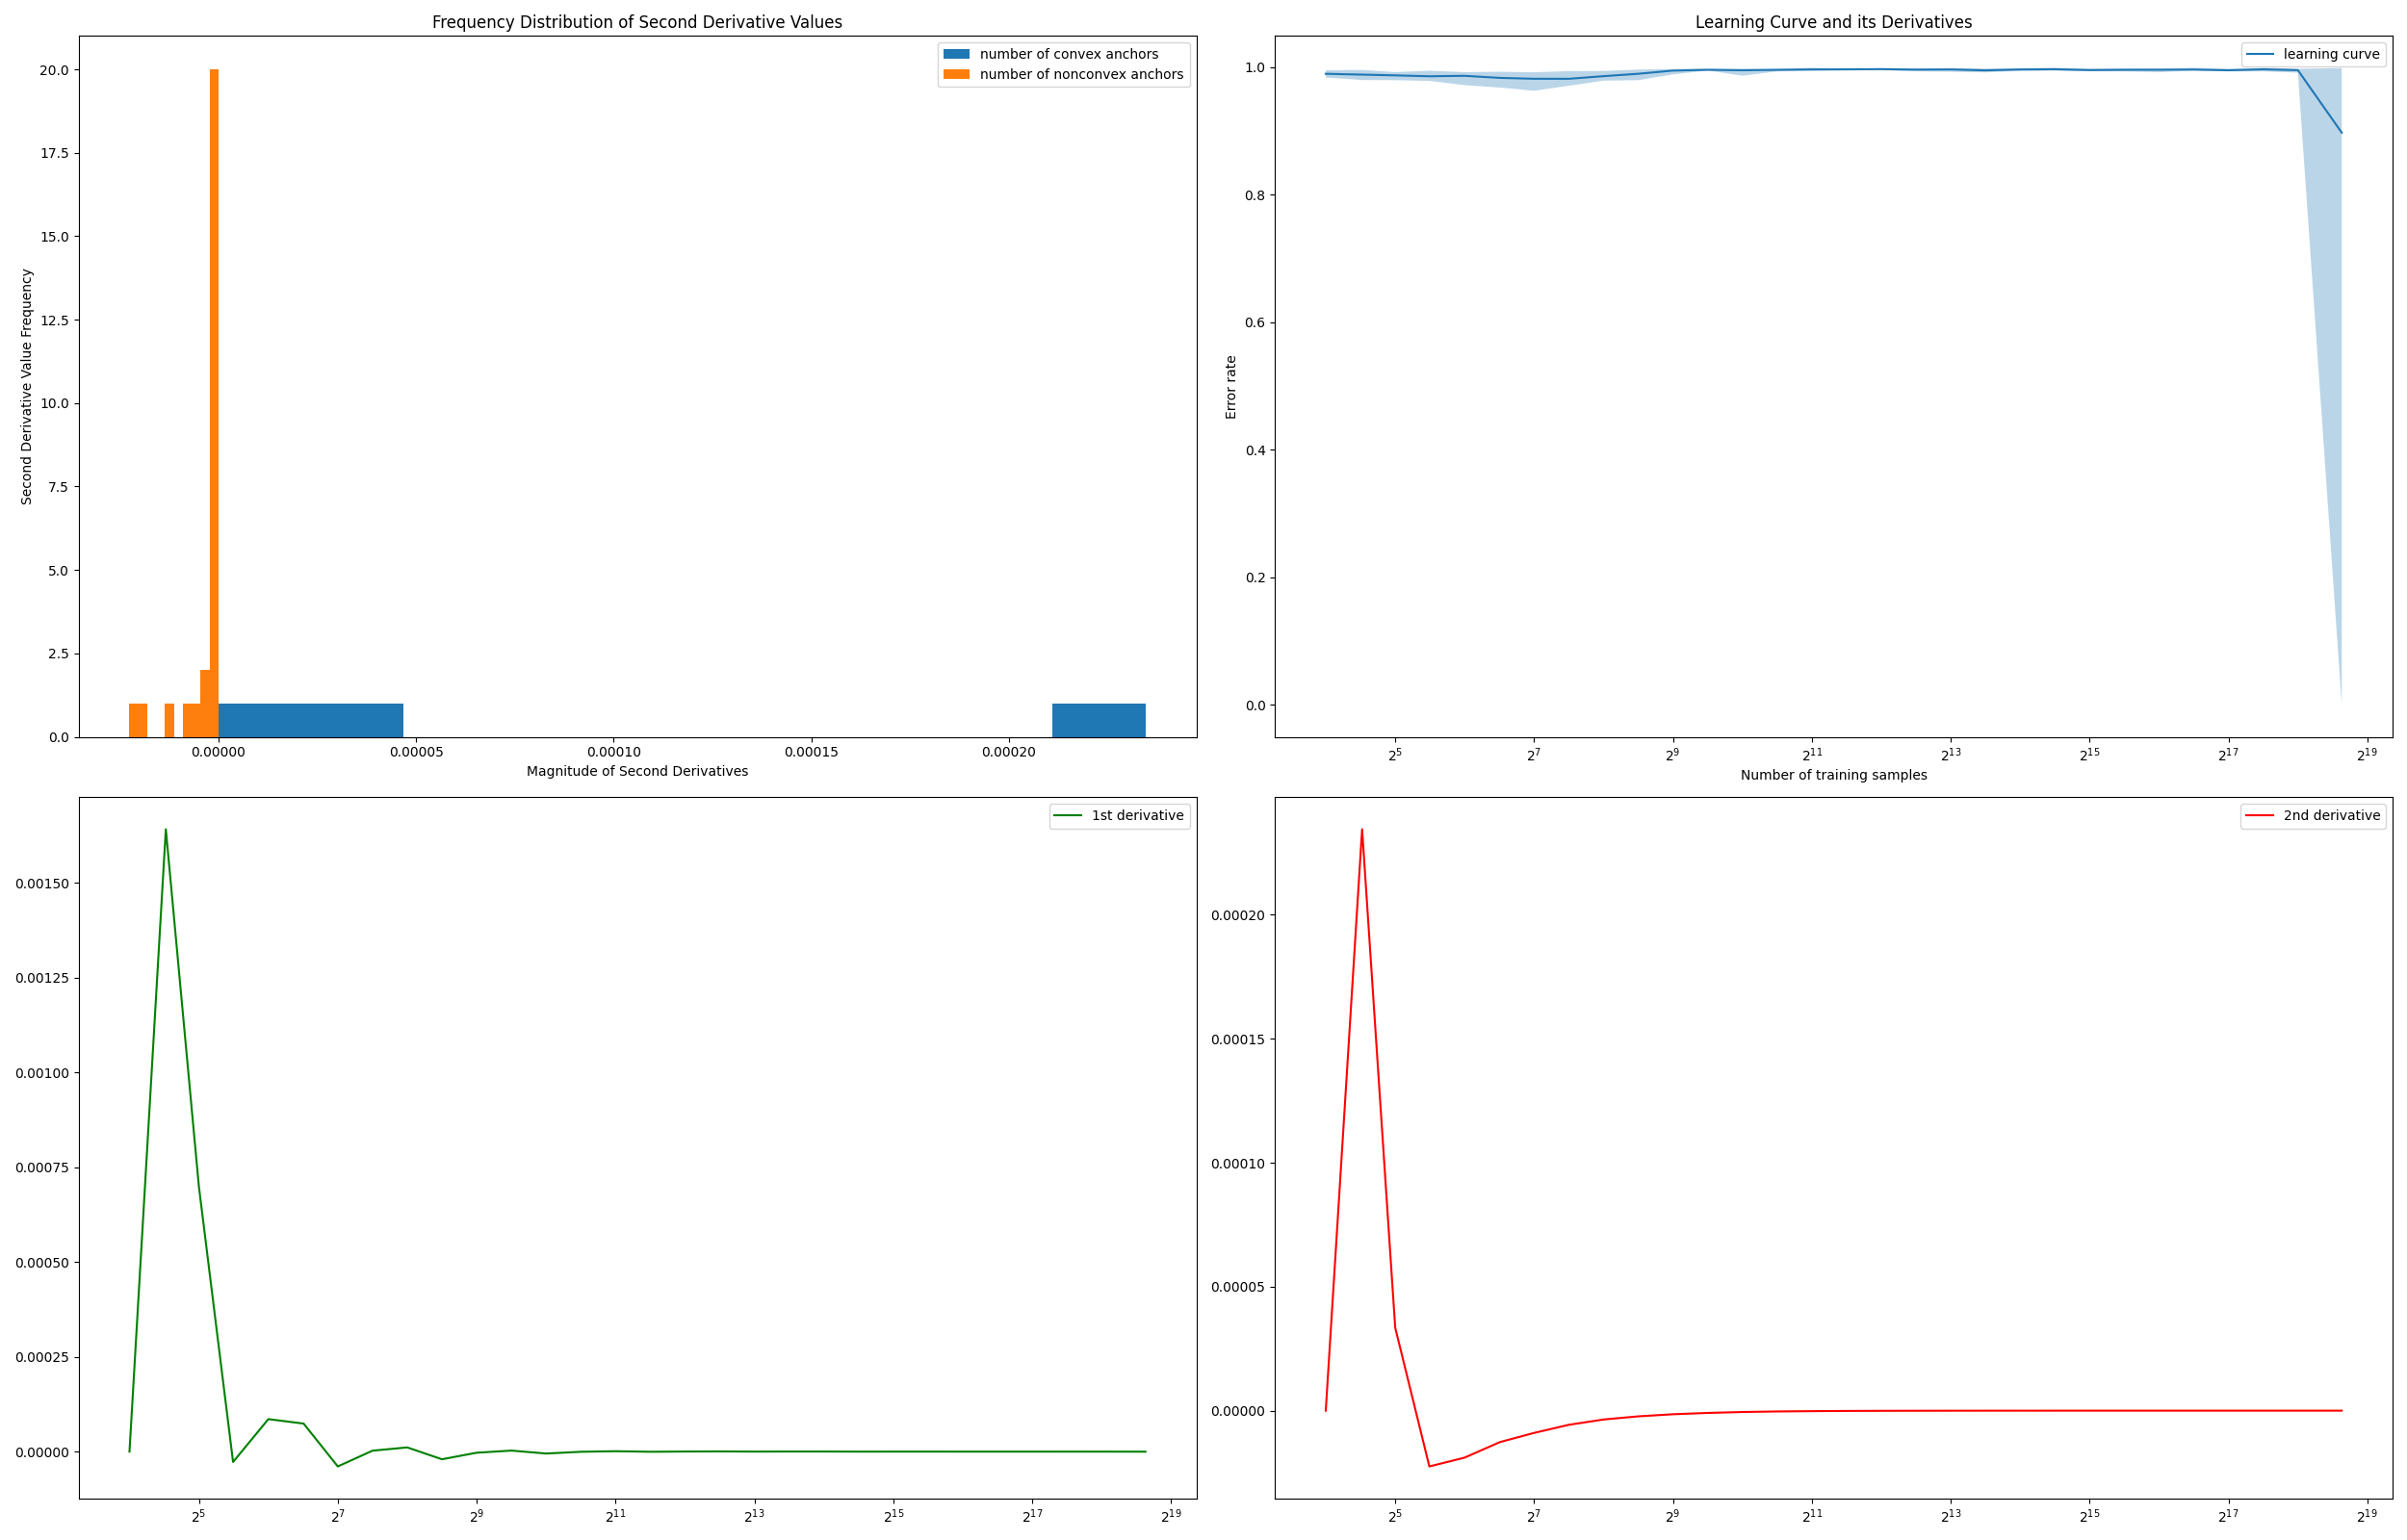 Frequency Distribution of Second Derivative Values
number of convex anchors
number of nonconvex anchors
20.0
17.5
15.0
12.5
10.0
7.5
5.0
2.5
0.0
Second Derivative Value Frequency
0.00000 0.00005 0.00010 0.00015 0.00020
Magnitude of Second Derivatives
Learning Curve and its Derivatives
learning curve
1.0
0.8
0.6
0.4
0.2
0.0
Error rate
2^5 2^7 2^9 2^11 2^13 2^15 2^17 2^19
Number of training samples
1st derivative
0.00150
0.00125
0.00100
0.00075
0.00050
0.00025
0.00000
2^5 2^7 2^9 2^11 2^13 2^15 2^17 2^19
2nd derivative
0.00020
0.00015
0.00010
0.00005
0.00000
2^5 2^7 2^9 2^11 2^13 2^15 2^17 2^19